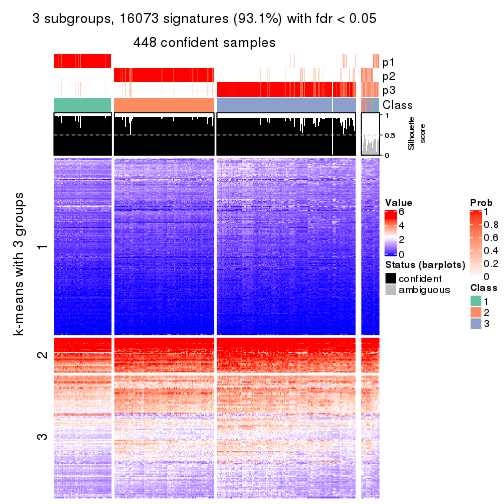 3 subgroups, 16073 signatures (93.1%) with fdr < 0.05
448 confident samples
p1
p2
p3
Class
1
0.5
0
Silhouette
score
k-means with 3 groups
1
2
3
Value
6
4
2
0
Status (barplots)
confident
ambiguous
Prob
1
0.8
0.6
0.4
0.2
0
Class
1
2
3